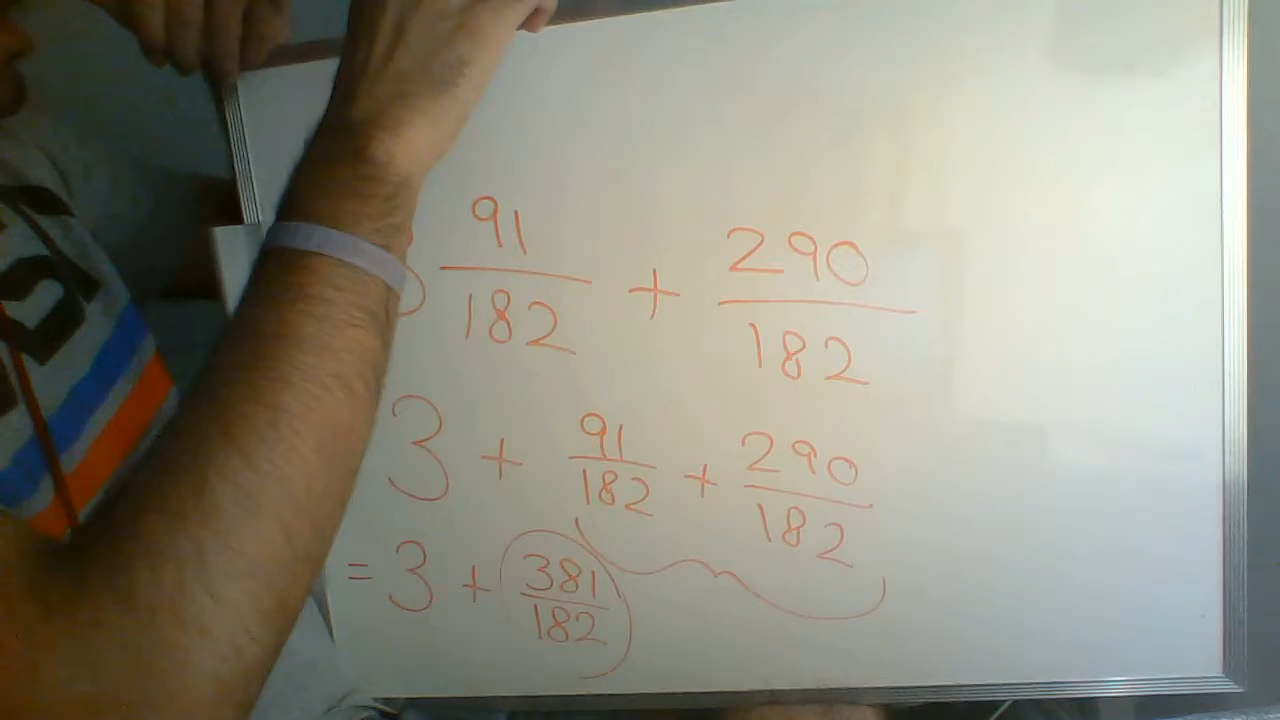 91/182 + 290/182
3 + 91/182 + 290/182
= 3 + 381/182